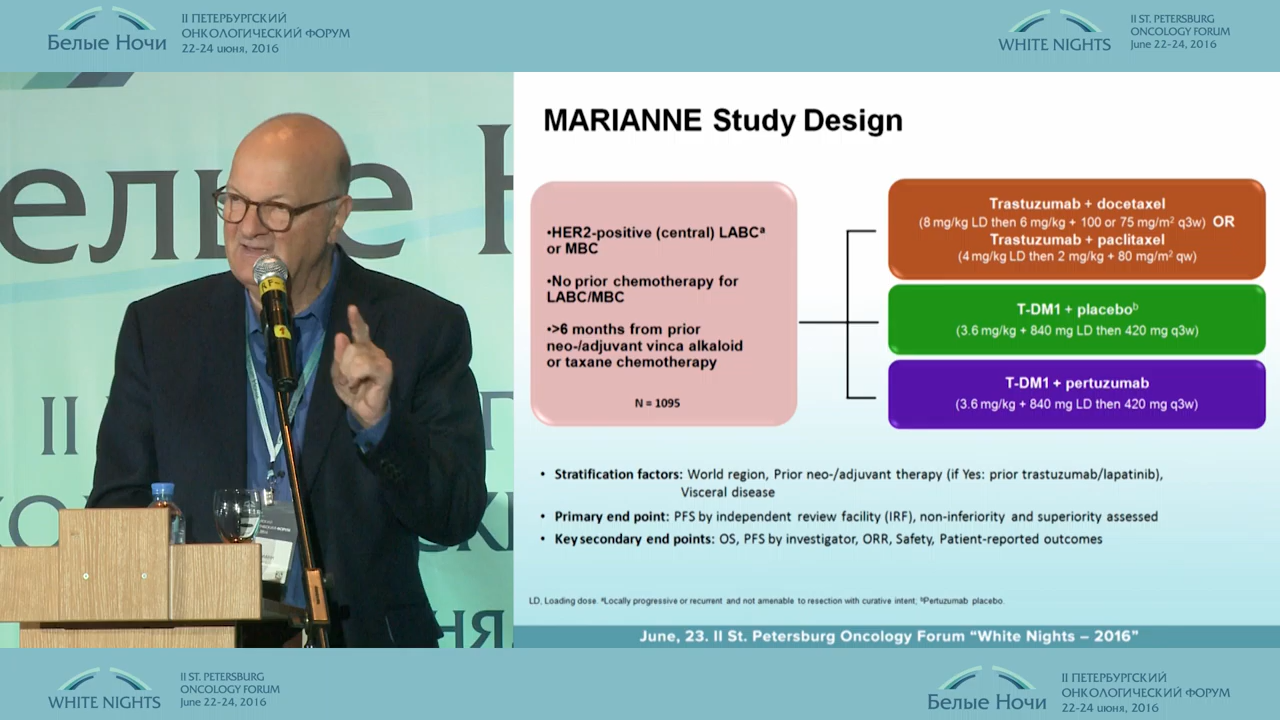 Белые Ночи
II ПЕТЕРБУРГСКИЙ
ОНКОЛОГИЧЕСКИЙ ФОРУМ
22-24 июня, 2016
WHITE NIGHTS
II ST. PETERSBURG
ONCOLOGY FORUM
June 22-24, 2016
елые Н
II
MARIANNE Study Design
•HER2-positive (central) LABCᵃ
or MBC
•No prior chemotherapy for
LABC/MBC
•>6 months from prior
neo-/adjuvant vinca alkaloid
or taxane chemotherapy
N = 1095
Trastuzumab + docetaxel
(8 mg/kg LD then 6 mg/kg + 100 or 75 mg/m² q3w) OR
Trastuzumab + paclitaxel
(4 mg/kg LD then 2 mg/kg + 80 mg/m² qw)
T-DM1 + placeboᵇ
(3.6 mg/kg + 840 mg LD then 420 mg q3w)
T-DM1 + pertuzumab
(3.6 mg/kg + 840 mg LD then 420 mg q3w)
• Stratification factors: World region, Prior neo-/adjuvant therapy (if Yes: prior trastuzumab/lapatinib),
Visceral disease
• Primary end point: PFS by independent review facility (IRF), non-inferiority and superiority assessed
• Key secondary end points: OS, PFS by investigator, ORR, Safety, Patient-reported outcomes
LD, Loading dose. ᵃLocally progressive or recurrent and not amenable to resection with curative intent; ᵇPertuzumab placebo.
June, 23. II St. Petersburg Oncology Forum “White Nights – 2016”
WHITE NIGHTS
II ST. PETERSBURG
ONCOLOGY FORUM
June 22-24, 2016
Белые Ночи
II ПЕТЕРБУРГСКИЙ
ОНКОЛОГИЧЕСКИЙ ФОРУМ
22-24 июня, 2016